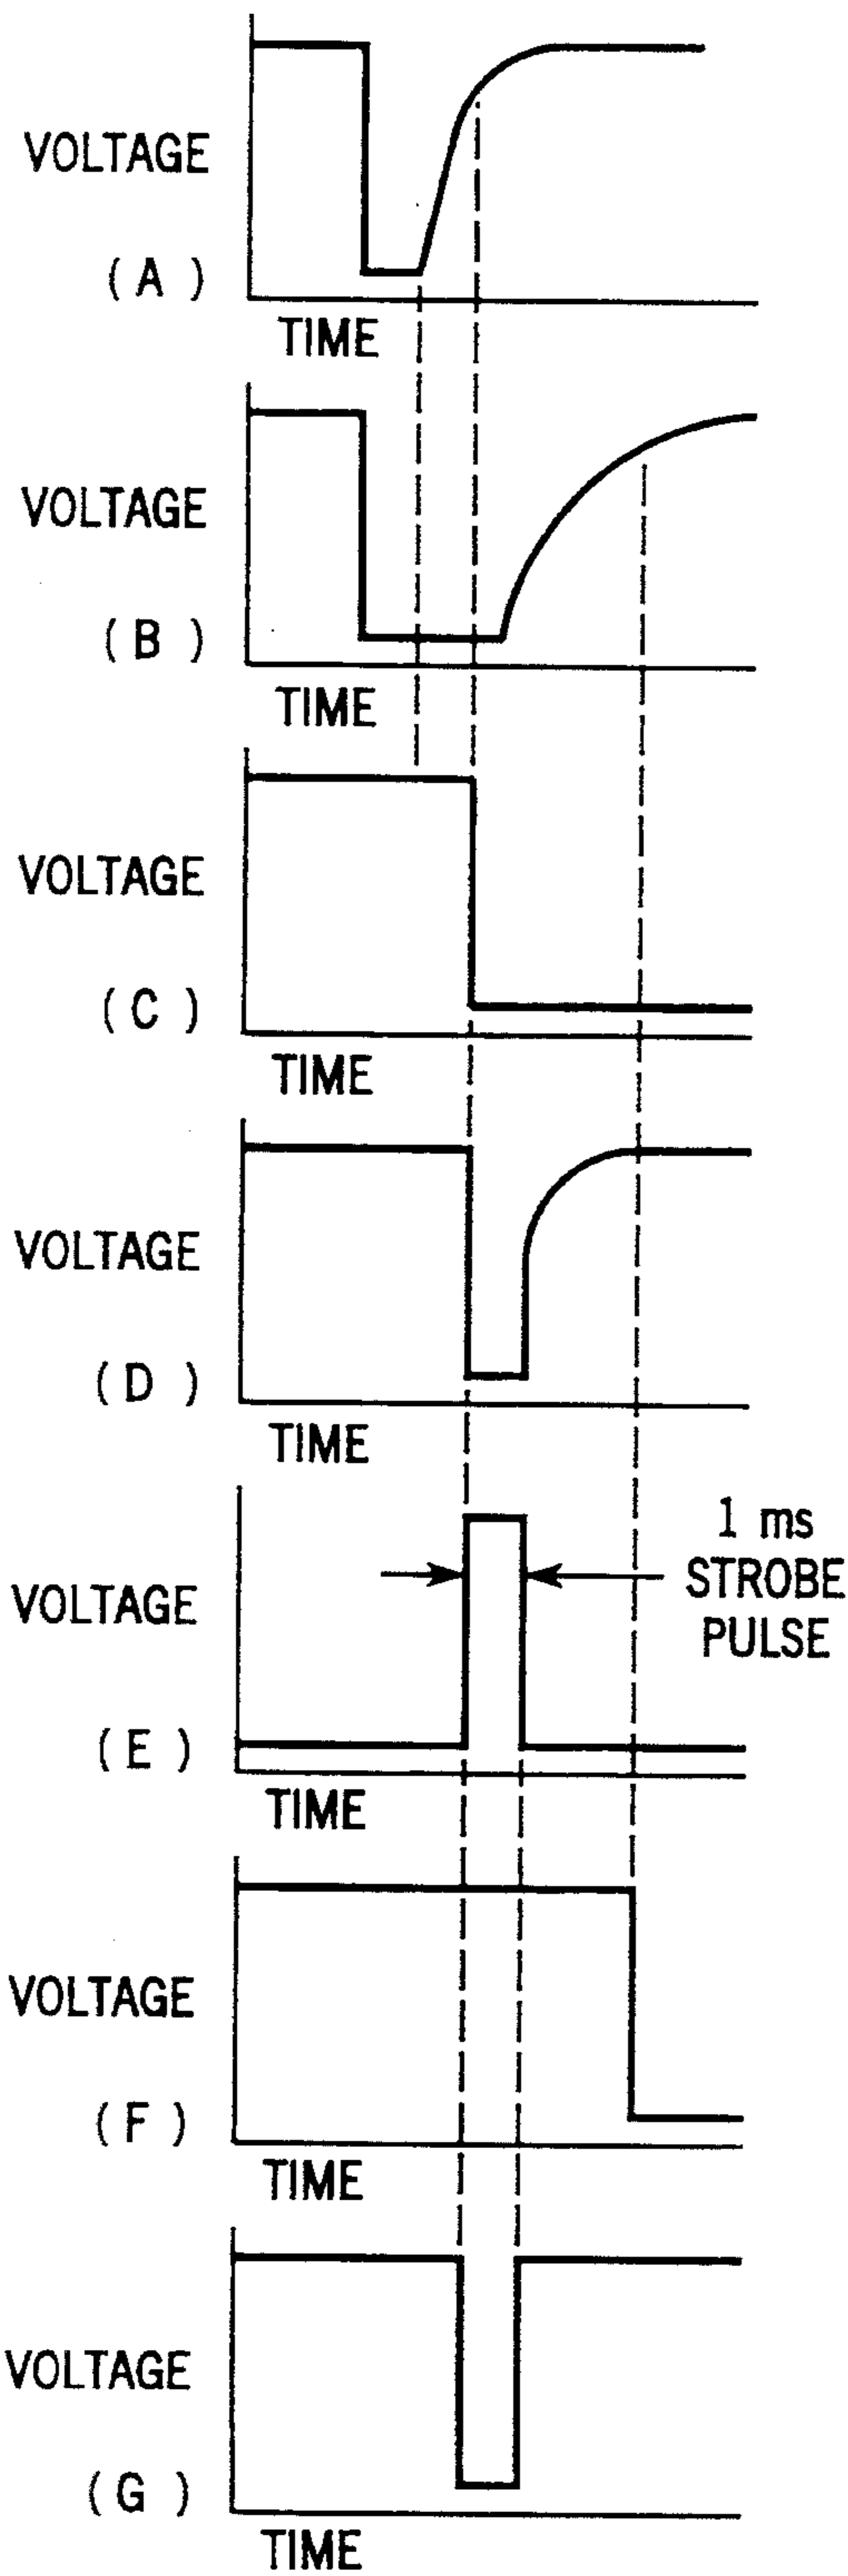 VOLTAGE
( A )
TIME
VOLTAGE
( B )
TIME
VOLTAGE
( C )
TIME
VOLTAGE
( D )
TIME
1 ms
STROBE
PULSE
VOLTAGE
( E )
TIME
VOLTAGE
( F )
TIME
VOLTAGE
( G )
TIME